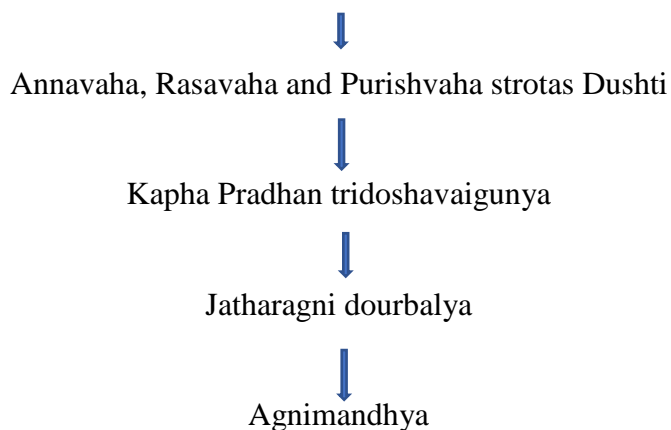 Annavaha, Rasavaha and Purishvaha strotas Dushti
Kapha Pradhan tridoshavaigunya
Jatharagni dourbalya
Agnimandhya